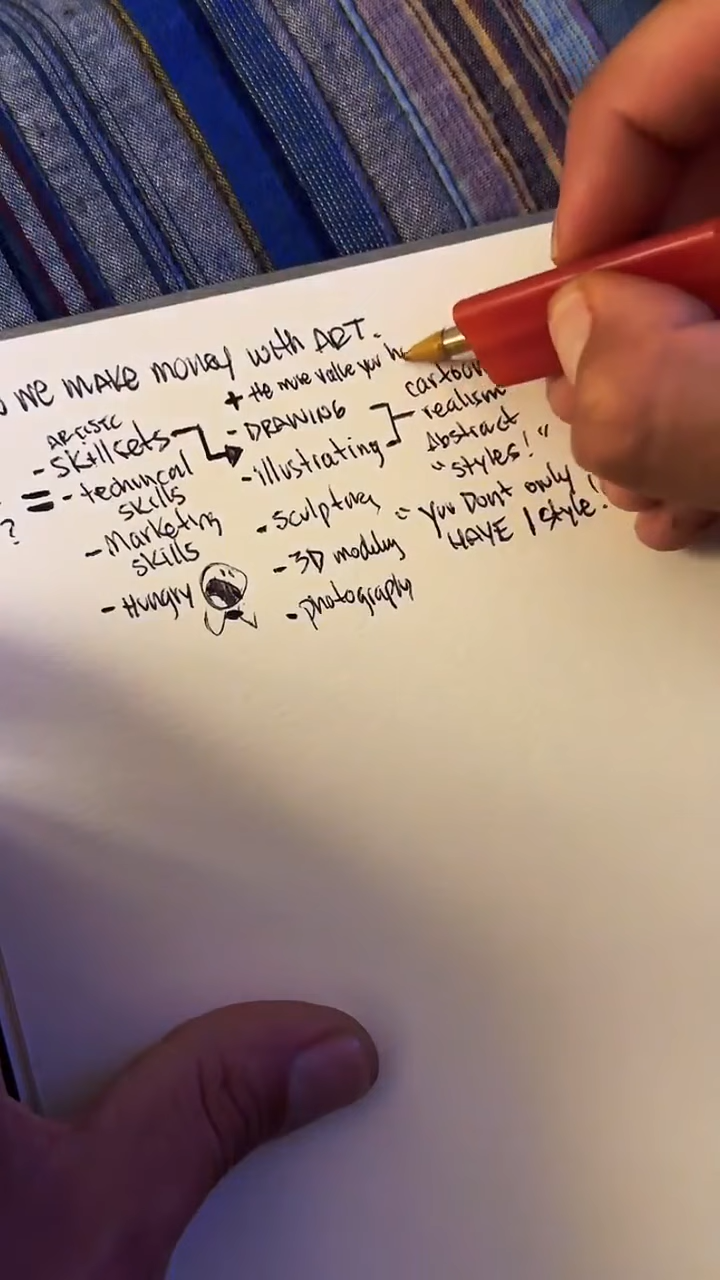 WE MAKE MONEY with ART.
+ the more value you
ARTISTIC
- skillsets
= - technical
skills
?
- Marketing
skills
- Hungry
- DRAWING
- illustrating
- sculpting
- 3D modeling
- photography
cartoon
realism
Abstract
"styles!"
= you Dont only
HAVE 1 style!